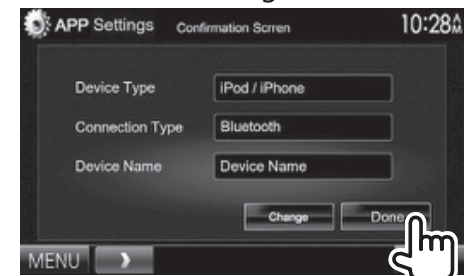 APP Settings Confirmation Scrren 10:28
Device Type iPod / iPhone
Connection Type Bluetooth
Device Name Device Name
Change Done
MENU